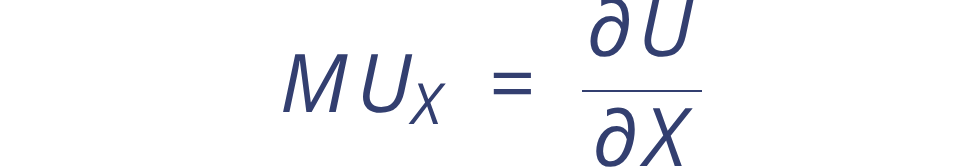 MU_X = ∂U/∂X